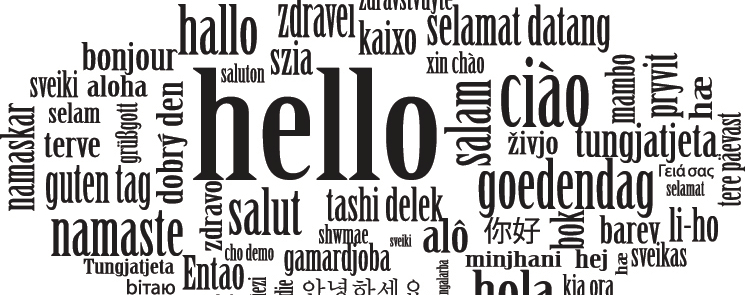 zdravstvuyte
hallo
zdravei
kaixo
selamat datang
bonjour
szia
xin chào
sveiki
aloha
saluton
hello
salam
ciào
mambo
pryvit
hæ
namaskar
selam
grüßgott
dobrý den
terve
živjo
tungjatjeta
tere päevast
guten tag
goedendag
Γειά σας
selamat
zdravo
salut
tashi delek
namaste
shwmae
sveiki
alô
你好
bok
barev
li-ho
cho demo
gamardjoba
minjhani
hej
hæ
sveikas
Tungjatjeta
Entao
вітаю
안녕하세요
hola
kia ora